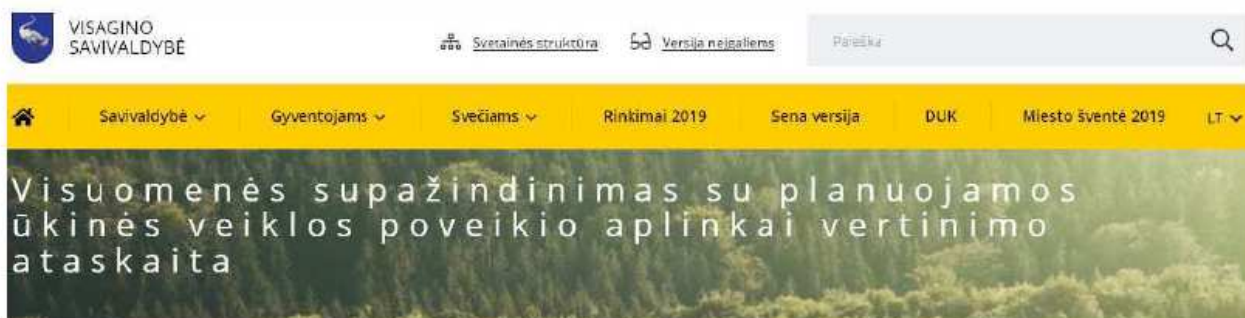 VISAGINO
SAVIVALDYBĖ
Svetainės struktūra
Versija neįgaliems
Paieška
Savivaldybė
Gyventojams
Svečiams
Rinkimai 2019
Sena versija
DUK
Miesto šventė 2019
LT
Visuomenės supažindinimas su planuojamos
ūkinės veiklos poveikio aplinkai vertinimo
ataskaita